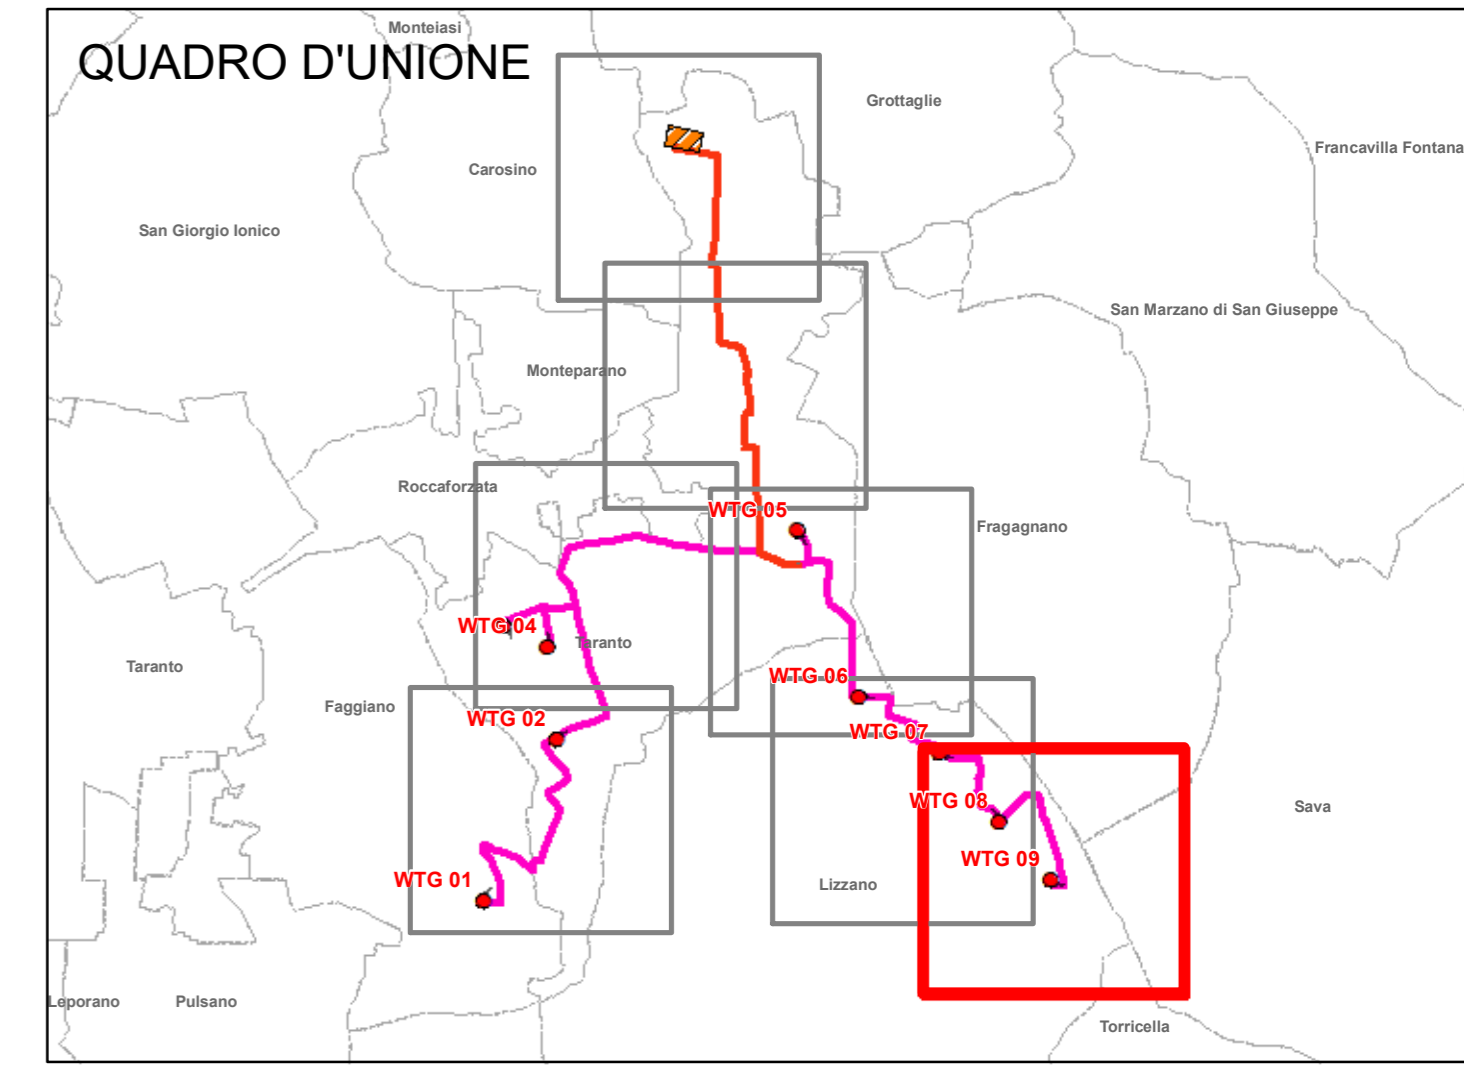 Monteiasi
QUADRO D'UNIONE
Grottaglie
Francavilla Fontana
Carosino
San Giorgio Ionico
San Marzano di San Giuseppe
Monteparano
Roccaforzata
WTG 05
Fragagnano
WTG 04
Taranto
Taranto
WTG 06
Faggiano
WTG 02
WTG 07
WTG 08
Sava
WTG 09
WTG 01
Lizzano
Leporano
Pulsano
Torricella